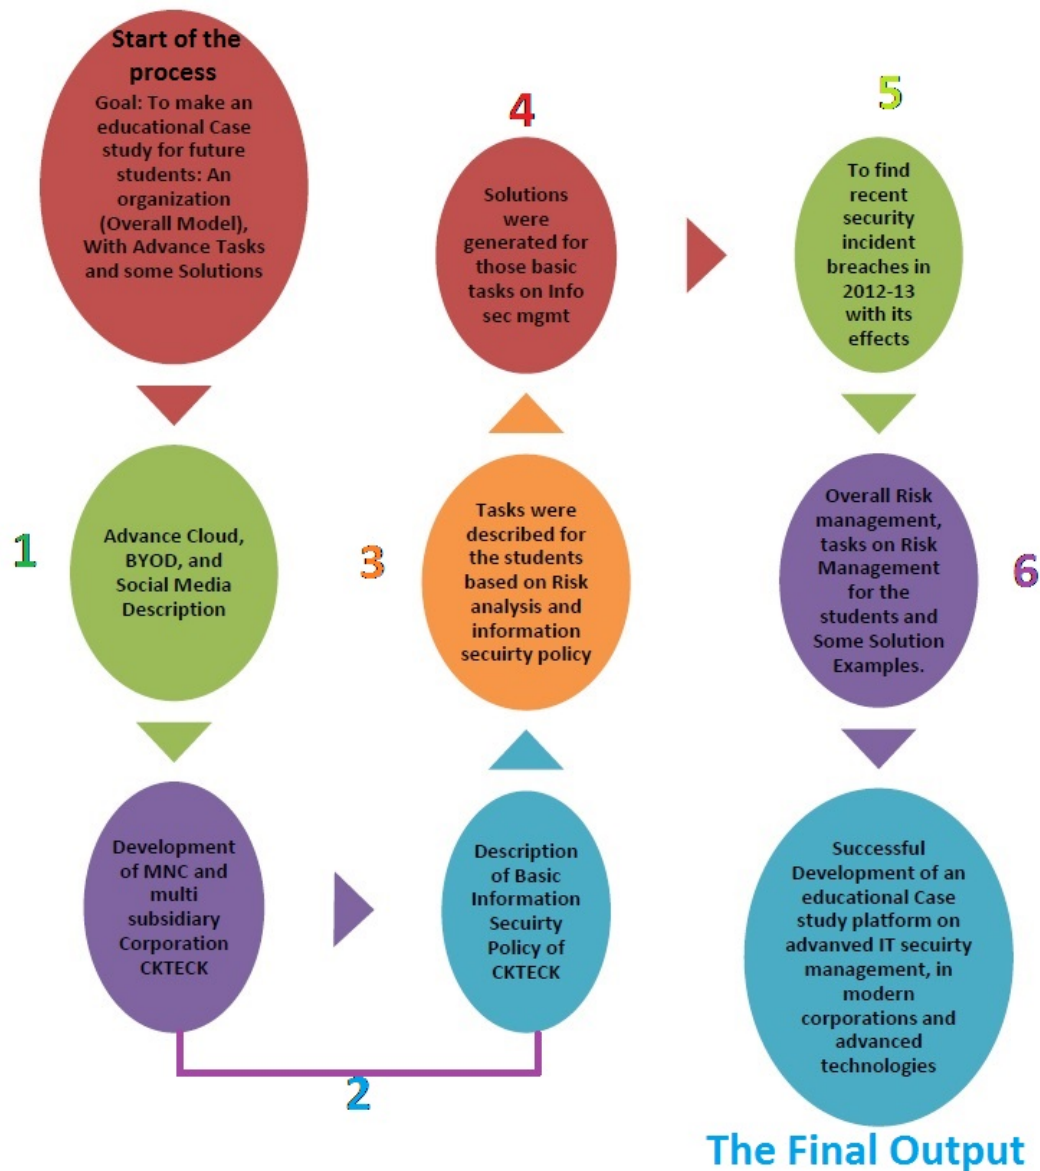 Start of the
process
Goal: To make an
educational Case
study for future
students: An
organization
(Overall Model),
With Advance Tasks
and some Solutions
1
Advance Cloud,
BYOD, and
Social Media
Description
Development
of MNC and
multi
subsidiary
Corporation
CKTECK
2
Description
of Basic
Information
Secuirty
Policy of
CKTECK
3
Tasks were
described for
the students
based on Risk
analysis and
information
secuirty policy
4
Solutions
were
generated for
those basic
tasks on Info
sec mgmt
5
To find
recent
security
incident
breaches in
2012-13
with its
effects
6
Overall Risk
management,
tasks on Risk
Management
for the
students and
Some Solution
Examples.
Successful
Development of an
educational Case
study platform on
advanved IT secuirty
management, in
modern
corporations and
advanced
technologies
The Final Output